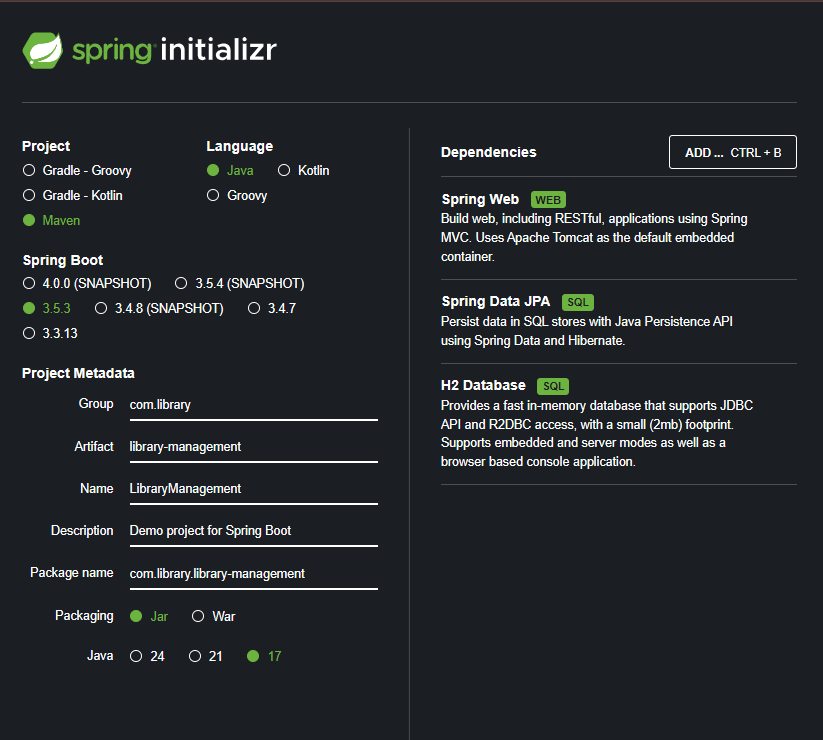 spring initializr
Project
Gradle - Groovy
Gradle - Kotlin
Maven
Language
Java Kotlin
Groovy
Spring Boot
4.0.0 (SNAPSHOT) 3.5.4 (SNAPSHOT)
3.5.3 3.4.8 (SNAPSHOT) 3.4.7
3.3.13
Project Metadata
Group com.library
Artifact library-management
Name LibraryManagement
Description Demo project for Spring Boot
Package name com.library.library-management
Packaging Jar War
Java 24 21 17
Dependencies ADD ... CTRL + B
Spring Web WEB
Build web, including RESTful, applications using Spring
MVC. Uses Apache Tomcat as the default embedded
container.
Spring Data JPA SQL
Persist data in SQL stores with Java Persistence API
using Spring Data and Hibernate.
H2 Database SQL
Provides a fast in-memory database that supports JDBC
API and R2DBC access, with a small (2mb) footprint.
Supports embedded and server modes as well as a
browser based console application.